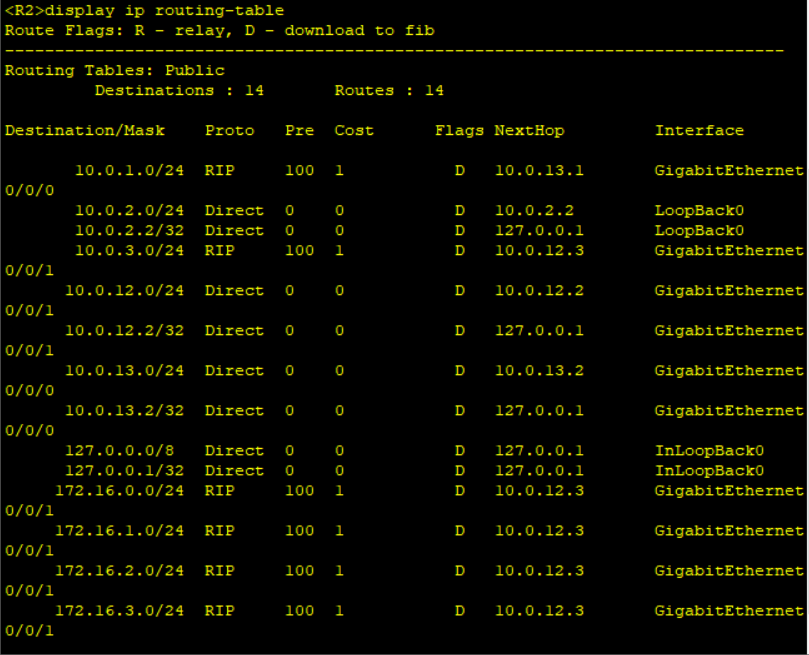 <R2>display ip routing-table
Route Flags: R - relay, D - download to fib
------------------------------------------------------------------------------
Routing Tables: Public
         Destinations : 14       Routes : 14

Destination/Mask    Proto   Pre  Cost      Flags NextHop         Interface

       10.0.1.0/24  RIP     100  1           D   10.0.13.1       GigabitEthernet
0/0/0
       10.0.2.0/24  Direct  0    0           D   10.0.2.2        LoopBack0
       10.0.2.2/32  Direct  0    0           D   127.0.0.1       LoopBack0
       10.0.3.0/24  RIP     100  1           D   10.0.12.3       GigabitEthernet
0/0/1
      10.0.12.0/24  Direct  0    0           D   10.0.12.2       GigabitEthernet
0/0/1
      10.0.12.2/32  Direct  0    0           D   127.0.0.1       GigabitEthernet
0/0/1
      10.0.13.0/24  Direct  0    0           D   10.0.13.2       GigabitEthernet
0/0/0
      10.0.13.2/32  Direct  0    0           D   127.0.0.1       GigabitEthernet
0/0/0
      127.0.0.0/8   Direct  0    0           D   127.0.0.1       InLoopBack0
      127.0.0.1/32  Direct  0    0           D   127.0.0.1       InLoopBack0
     172.16.0.0/24  RIP     100  1           D   10.0.12.3       GigabitEthernet
0/0/1
     172.16.1.0/24  RIP     100  1           D   10.0.12.3       GigabitEthernet
0/0/1
     172.16.2.0/24  RIP     100  1           D   10.0.12.3       GigabitEthernet
0/0/1
     172.16.3.0/24  RIP     100  1           D   10.0.12.3       GigabitEthernet
0/0/1